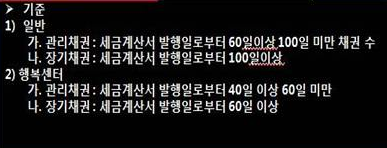 ➤ 기준
1) 일반
가. 관리채권 : 세금계산서 발행일로부터 60일이상 100일 미만 채권 수
나. 장기채권 : 세금계산서 발행일로부터 100일이상
2) 행복센터
가. 관리채권 : 세금계산서 발행일로부터 40일 이상 60일 미만
나. 장기채권 : 세금계산서 발행일로부터 60일 이상